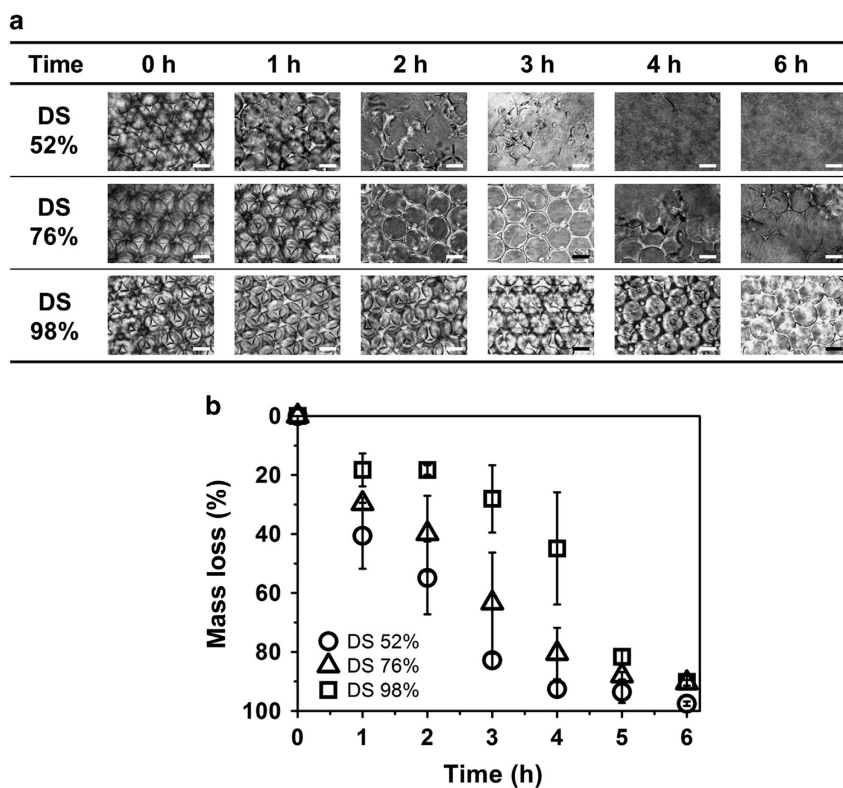 a
Time 0 h 1 h 2 h 3 h 4 h 6 h
DS
52%
DS
76%
DS
98%
b
Mass loss (%)
0
20
40
60
80
100
DS 52%
DS 76%
DS 98%
0 1 2 3 4 5 6
Time (h)